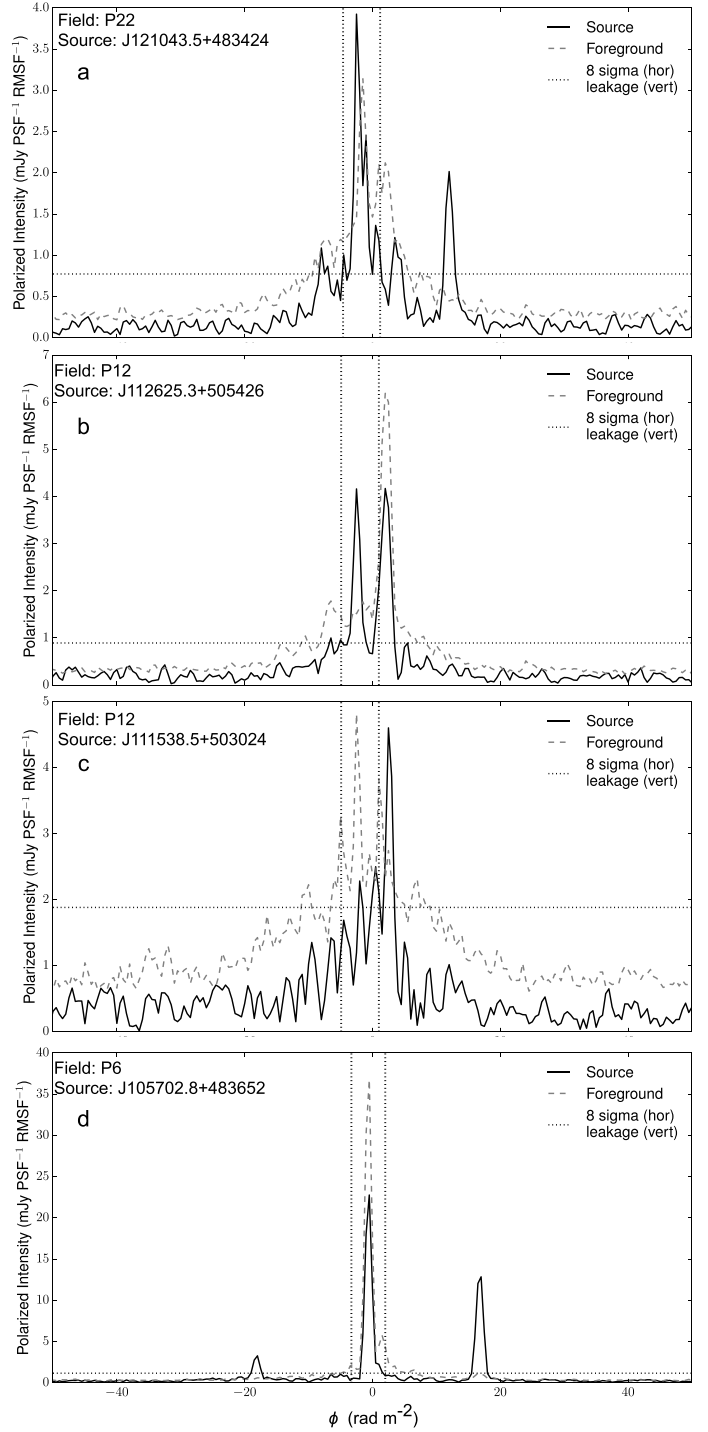 Field: P22
Source: J121043.5+483424
a
Source
Foreground
8 sigma (hor)
leakage (vert)
Polarized Intensity (mJy PSF⁻¹ RMSF⁻¹)
4.0
3.5
3.0
2.5
2.0
1.5
1.0
0.5
0.0
Field: P12
Source: J112625.3+505426
b
Source
Foreground
8 sigma (hor)
leakage (vert)
Polarized Intensity (mJy PSF⁻¹ RMSF⁻¹)
7
6
5
4
3
2
1
0
Field: P12
Source: J111538.5+503024
c
Source
Foreground
8 sigma (hor)
leakage (vert)
Polarized Intensity (mJy PSF⁻¹ RMSF⁻¹)
5
4
3
2
1
0
Field: P6
Source: J105702.8+483652
d
Source
Foreground
8 sigma (hor)
leakage (vert)
Polarized Intensity (mJy PSF⁻¹ RMSF⁻¹)
40
35
30
25
20
15
10
5
0
−40 −20 0 20 40
ϕ (rad m⁻²)